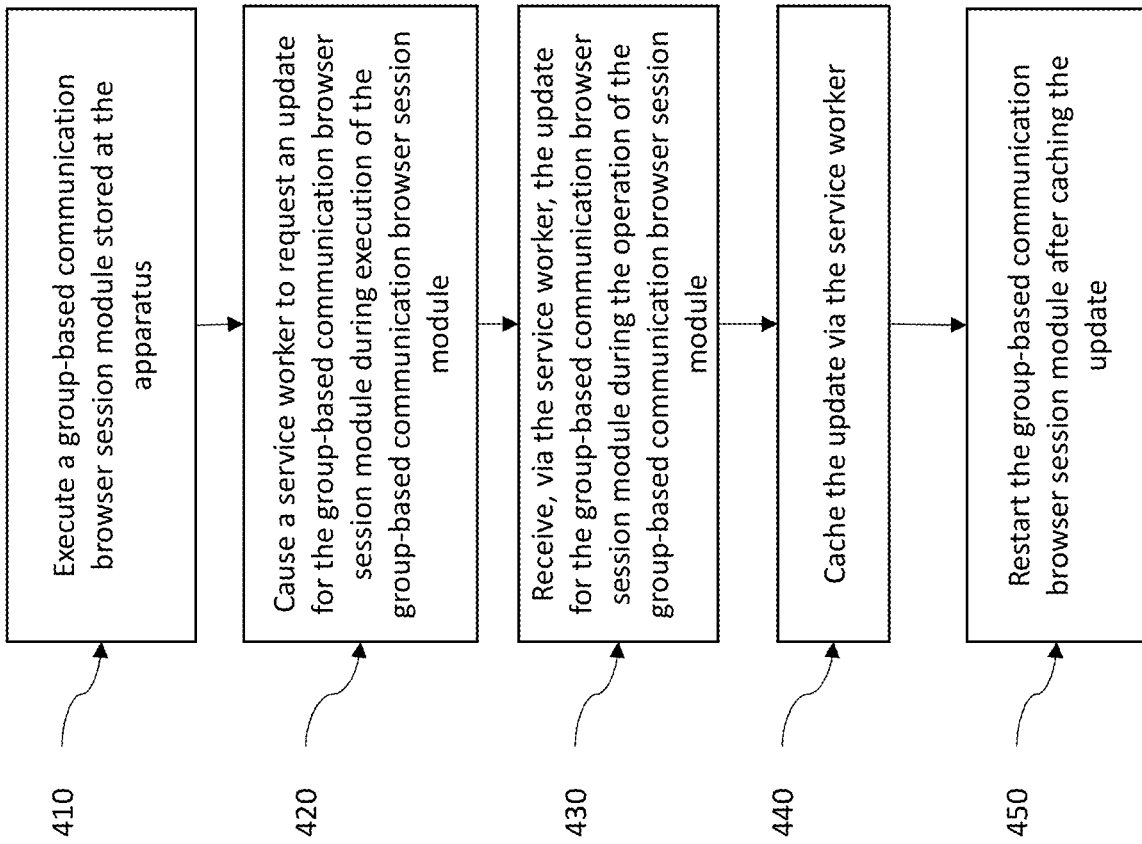 410
Execute a group-based communication
browser session module stored at the
apparatus
420
Cause a service worker to request an update
for the group-based communication browser
session module during execution of the
group-based communication browser session
module
430
Receive, via the service worker, the update
for the group-based communication browser
session module during the operation of the
group-based communication browser session
module
440
Cache the update via the service worker
450
Restart the group-based communication
browser session module after caching the
update